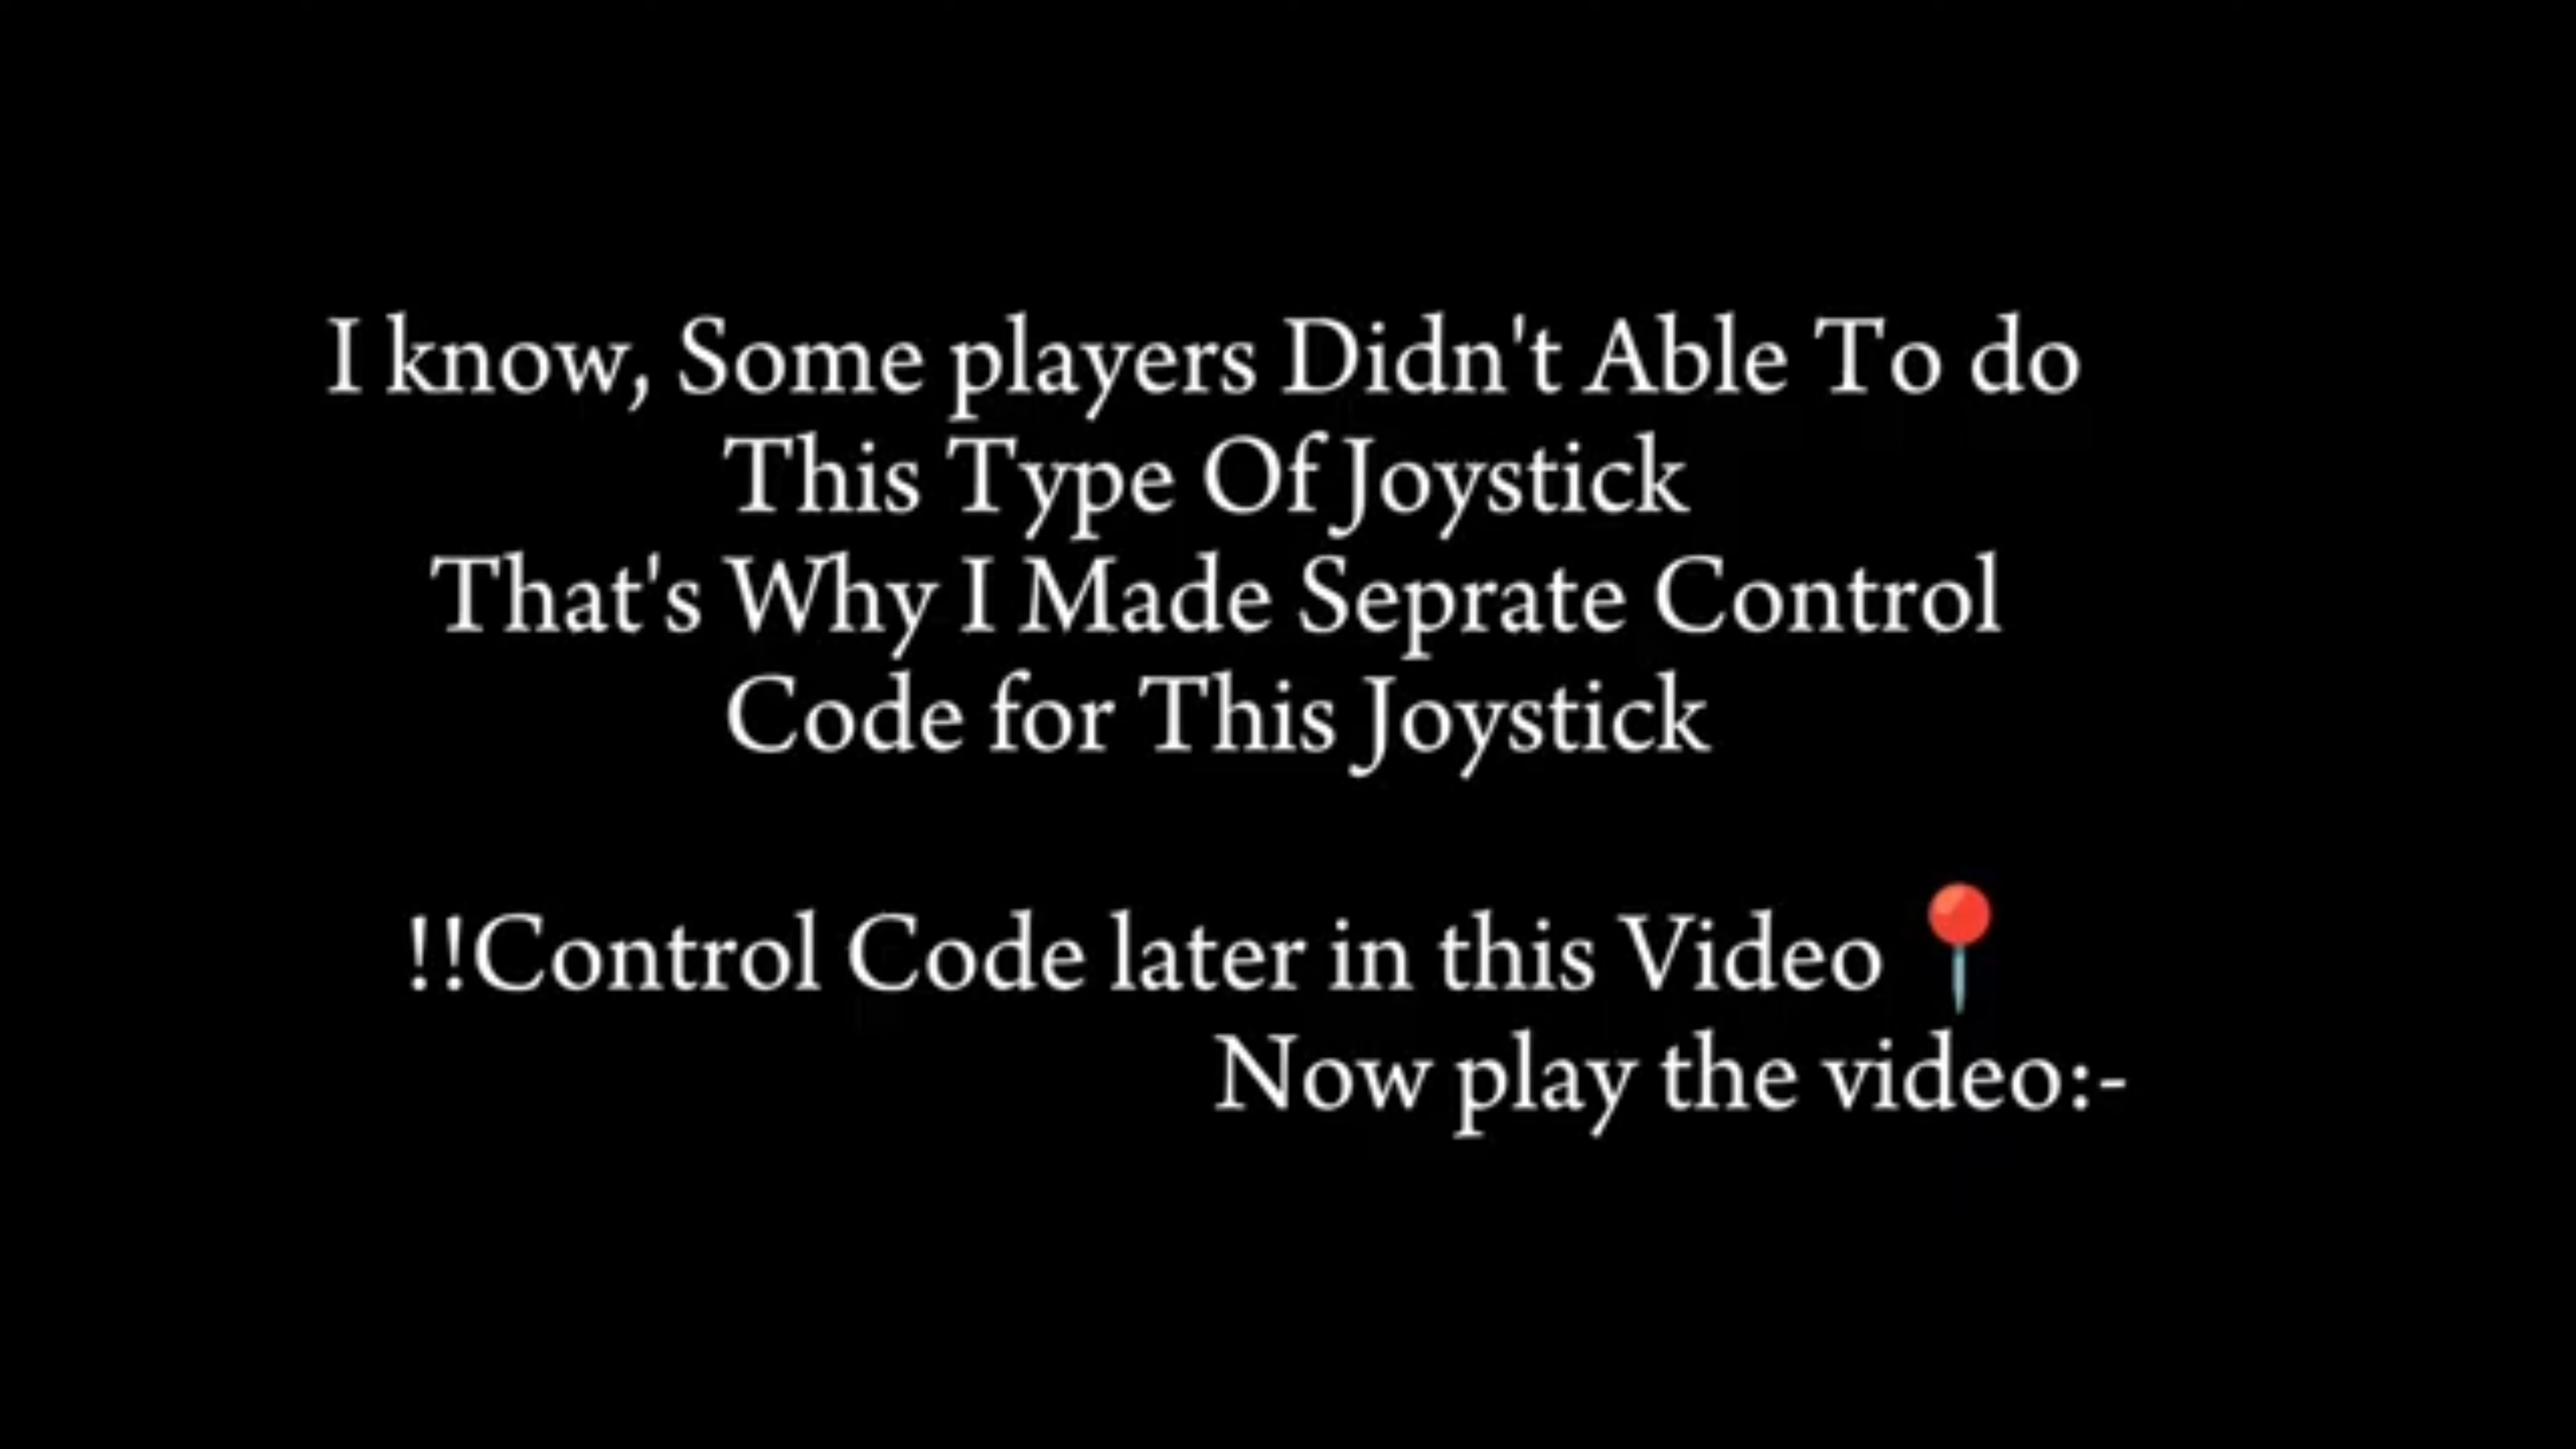 I know, Some players Didn't Able To do
This Type Of Joystick
That's Why I Made Seprate Control
Code for This Joystick
!!Control Code later in this Video 📍
Now play the video:-